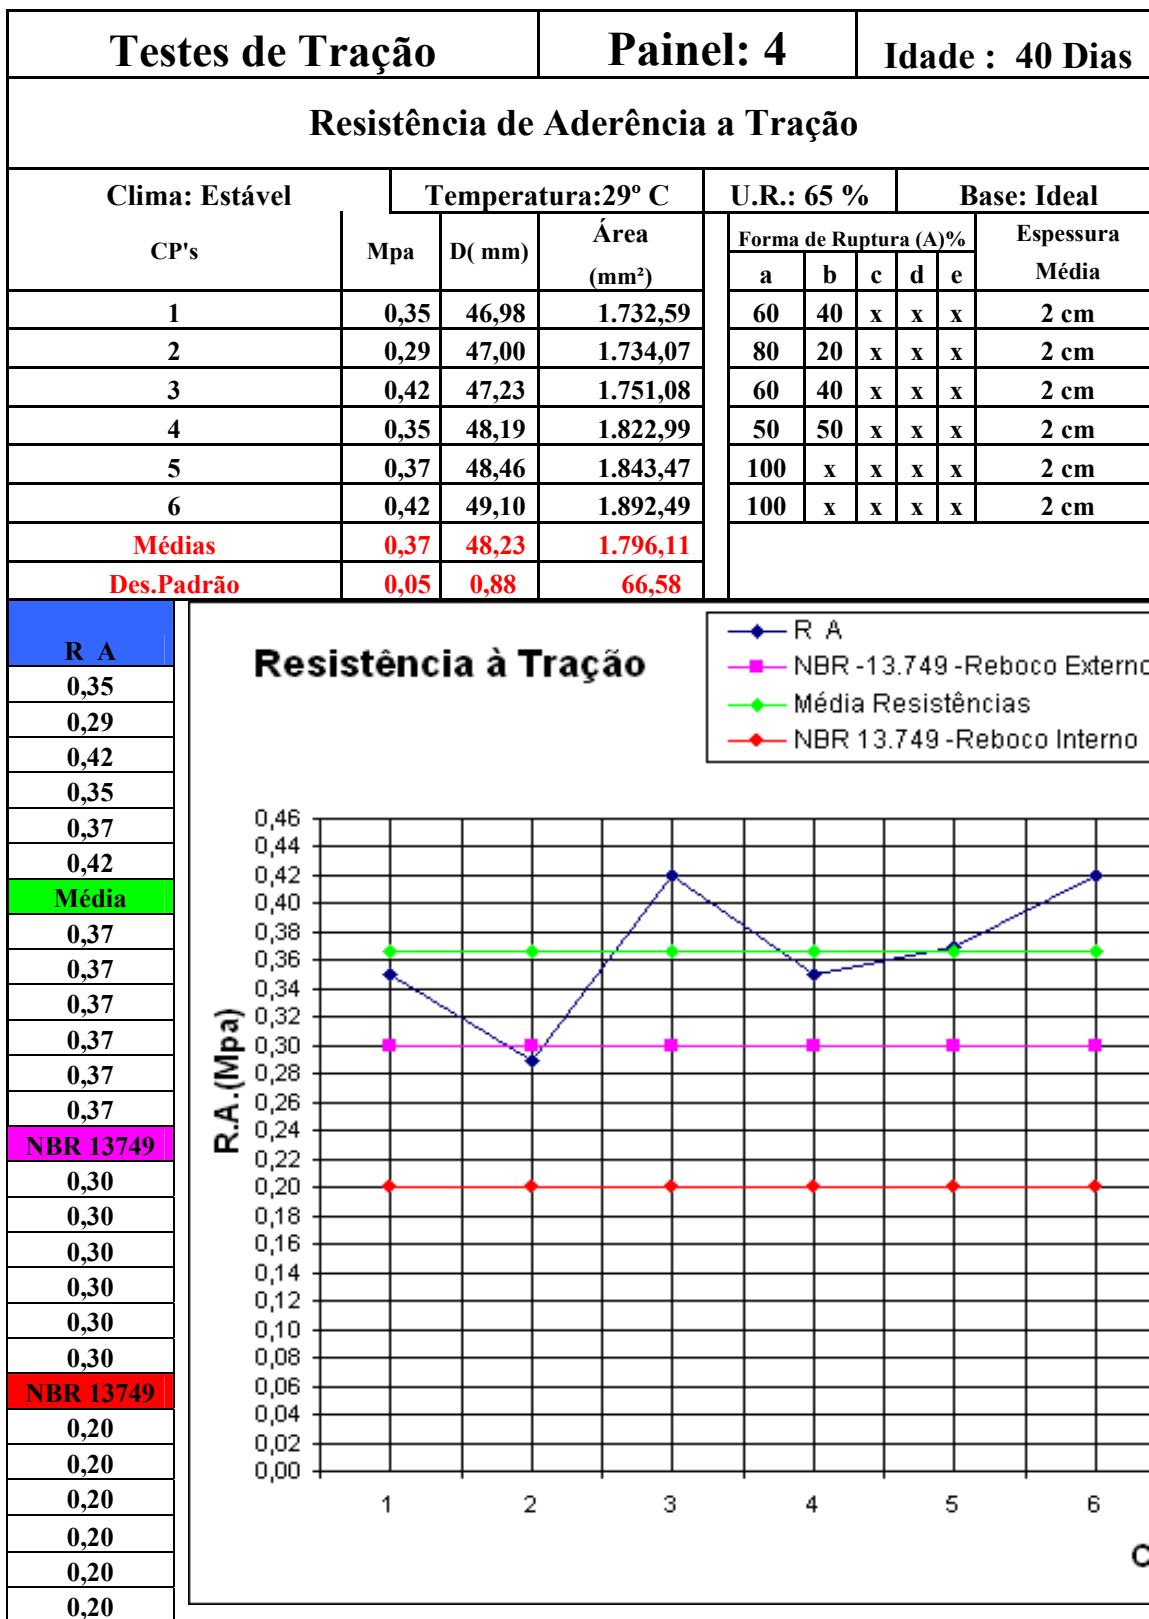 Testes de Tração Painel: 4 Idade : 40 Dias
Resistência de Aderência a Tração
Clima: Estável Temperatura:29º C U.R.: 65 % Base: Ideal
CP's Mpa D( mm) Área (mm²) Forma de Ruptura (A)% Espessura Média
a b c d e
1 0,35 46,98 1.732,59 60 40 x x x 2 cm
2 0,29 47,00 1.734,07 80 20 x x x 2 cm
3 0,42 47,23 1.751,08 60 40 x x x 2 cm
4 0,35 48,19 1.822,99 50 50 x x x 2 cm
5 0,37 48,46 1.843,47 100 x x x x 2 cm
6 0,42 49,10 1.892,49 100 x x x x 2 cm
Médias 0,37 48,23 1.796,11
Des.Padrão 0,05 0,88 66,58
R A
0,35
0,29
0,42
0,35
0,37
0,42
Média
0,37
0,37
0,37
0,37
0,37
0,37
NBR 13749
0,30
0,30
0,30
0,30
0,30
0,30
NBR 13749
0,20
0,20
0,20
0,20
0,20
0,20
Resistência à Tração
R A
NBR -13.749 -Reboco Externo
Média Resistências
NBR 13.749 -Reboco Interno
R.A.(Mpa)
0,46
0,44
0,42
0,40
0,38
0,36
0,34
0,32
0,30
0,28
0,26
0,24
0,22
0,20
0,18
0,16
0,14
0,12
0,10
0,08
0,06
0,04
0,02
0,00
1 2 3 4 5 6